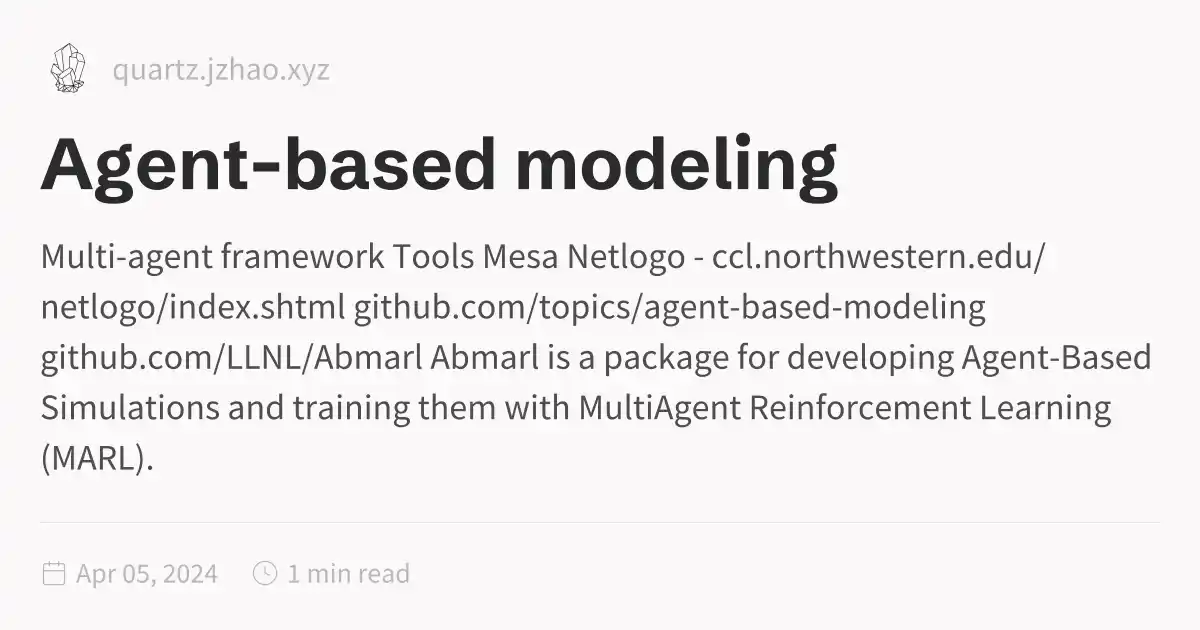 quartz.jzhao.xyz
Agent-based modeling
Multi-agent framework Tools Mesa Netlogo - ccl.northwestern.edu/
netlogo/index.shtml github.com/topics/agent-based-modeling
github.com/LLNL/Abmarl Abmarl is a package for developing Agent-Based
Simulations and training them with MultiAgent Reinforcement Learning
(MARL).
Apr 05, 2024 1 min read